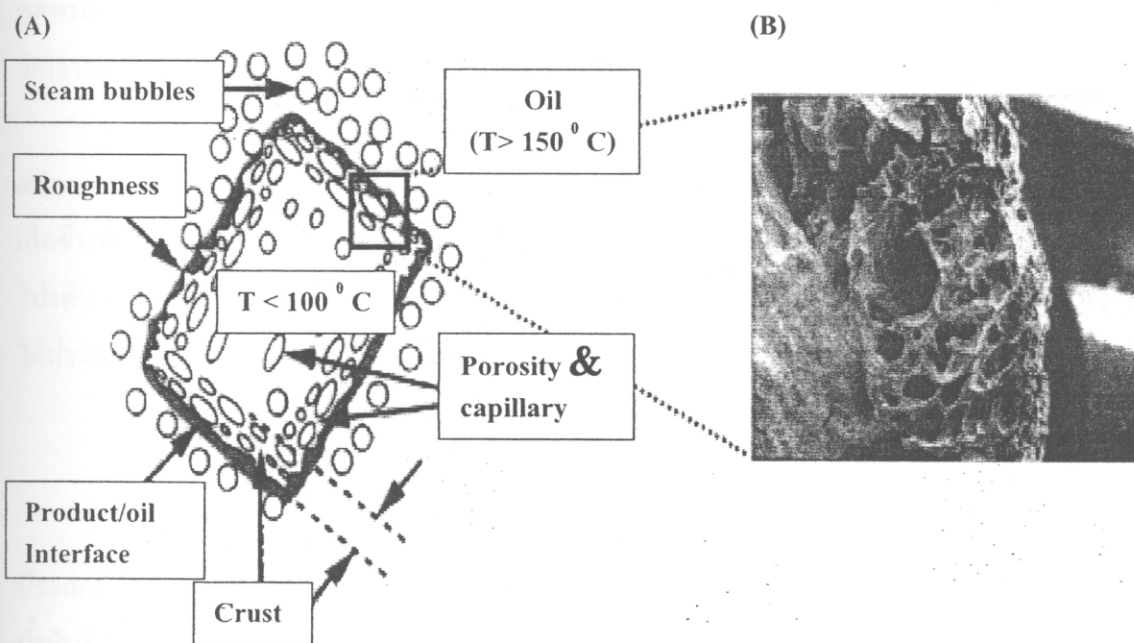 (A)
(B)
Steam bubbles
Oil
(T> 150 ⁰ C)
Roughness
T < 100 ⁰ C
Porosity &
capillary
Product/oil
Interface
Crust